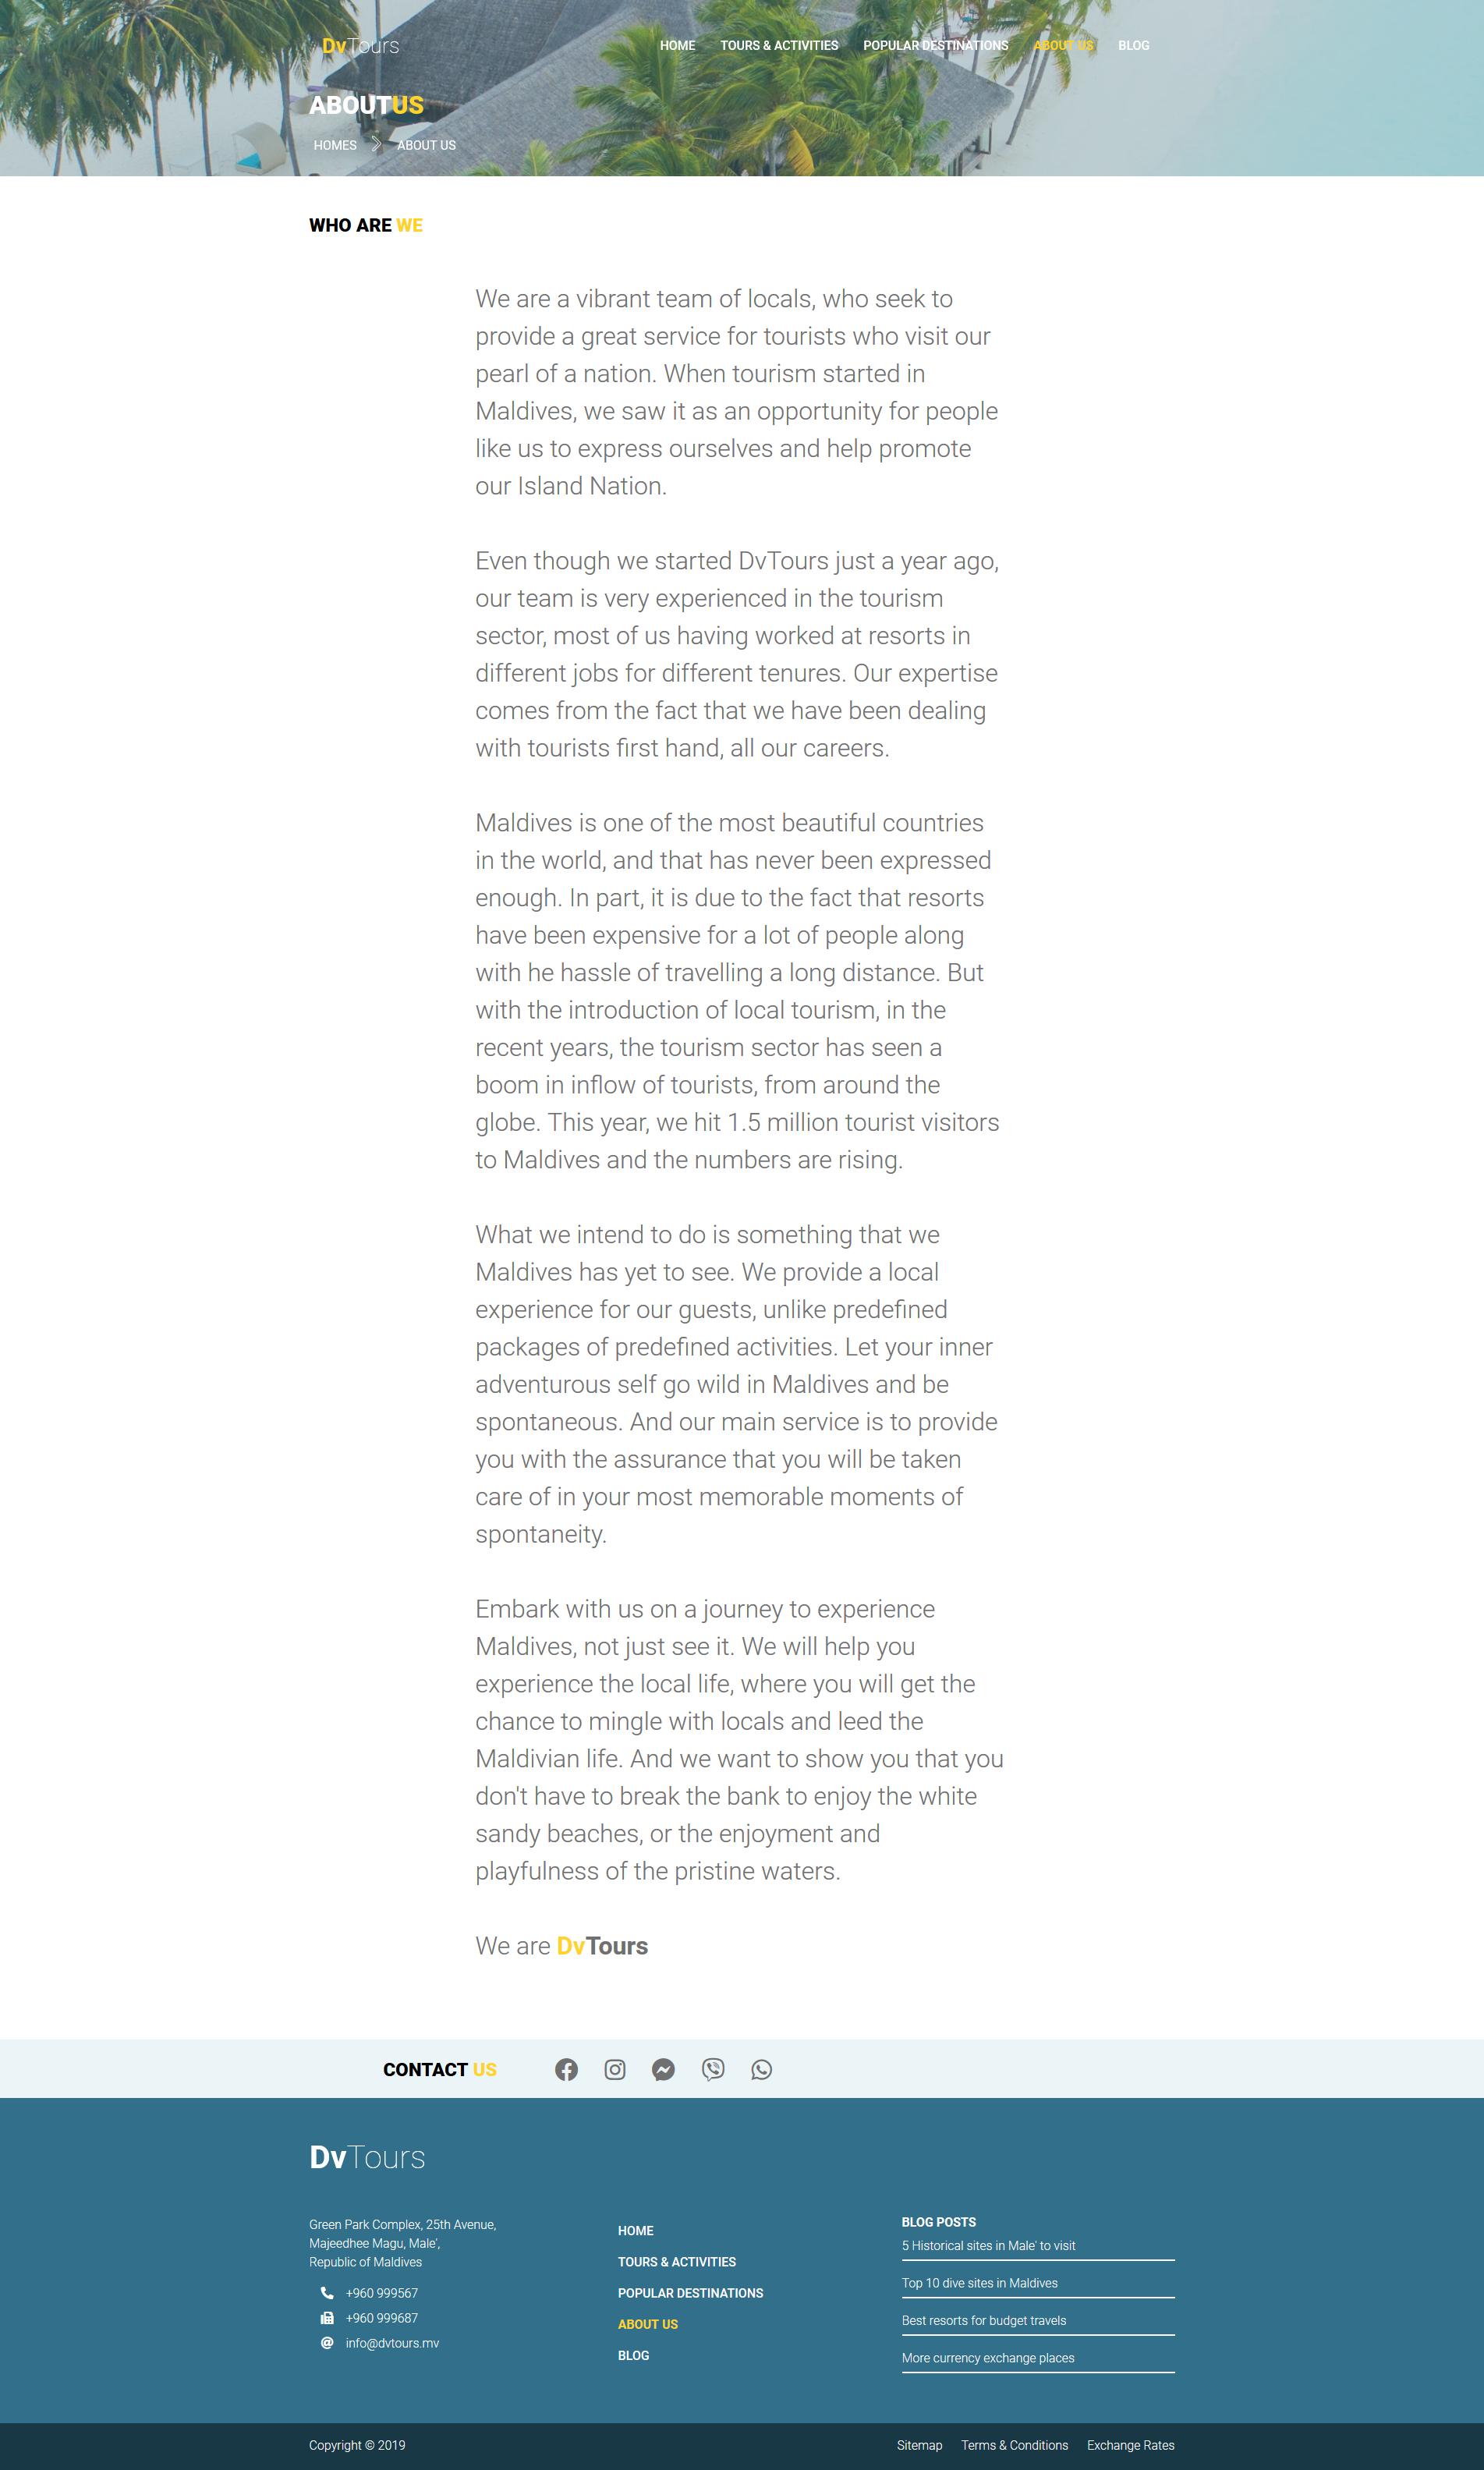 DvTours
HOME TOURS & ACTIVITIES POPULAR DESTINATIONS ABOUT US BLOG
ABOUTUS
HOMES ABOUT US
WHO ARE WE
We are a vibrant team of locals, who seek to
provide a great service for tourists who visit our
pearl of a nation. When tourism started in
Maldives, we saw it as an opportunity for people
like us to express ourselves and help promote
our Island Nation.
Even though we started DvTours just a year ago,
our team is very experienced in the tourism
sector, most of us having worked at resorts in
different jobs for different tenures. Our expertise
comes from the fact that we have been dealing
with tourists first hand, all our careers.
Maldives is one of the most beautiful countries
in the world, and that has never been expressed
enough. In part, it is due to the fact that resorts
have been expensive for a lot of people along
with he hassle of travelling a long distance. But
with the introduction of local tourism, in the
recent years, the tourism sector has seen a
boom in inflow of tourists, from around the
globe. This year, we hit 1.5 million tourist visitors
to Maldives and the numbers are rising.
What we intend to do is something that we
Maldives has yet to see. We provide a local
experience for our guests, unlike predefined
packages of predefined activities. Let your inner
adventurous self go wild in Maldives and be
spontaneous. And our main service is to provide
you with the assurance that you will be taken
care of in your most memorable moments of
spontaneity.
Embark with us on a journey to experience
Maldives, not just see it. We will help you
experience the local life, where you will get the
chance to mingle with locals and leed the
Maldivian life. And we want to show you that you
don't have to break the bank to enjoy the white
sandy beaches, or the enjoyment and
playfulness of the pristine waters.
We are DvTours
CONTACT US
DvTours
Green Park Complex, 25th Avenue,
Majeedhee Magu, Male',
Republic of Maldives
+960 999567
+960 999687
info@dvtours.mv
HOME
TOURS & ACTIVITIES
POPULAR DESTINATIONS
ABOUT US
BLOG
BLOG POSTS
5 Historical sites in Male' to visit
Top 10 dive sites in Maldives
Best resorts for budget travels
More currency exchange places
Copyright © 2019
Sitemap Terms & Conditions Exchange Rates